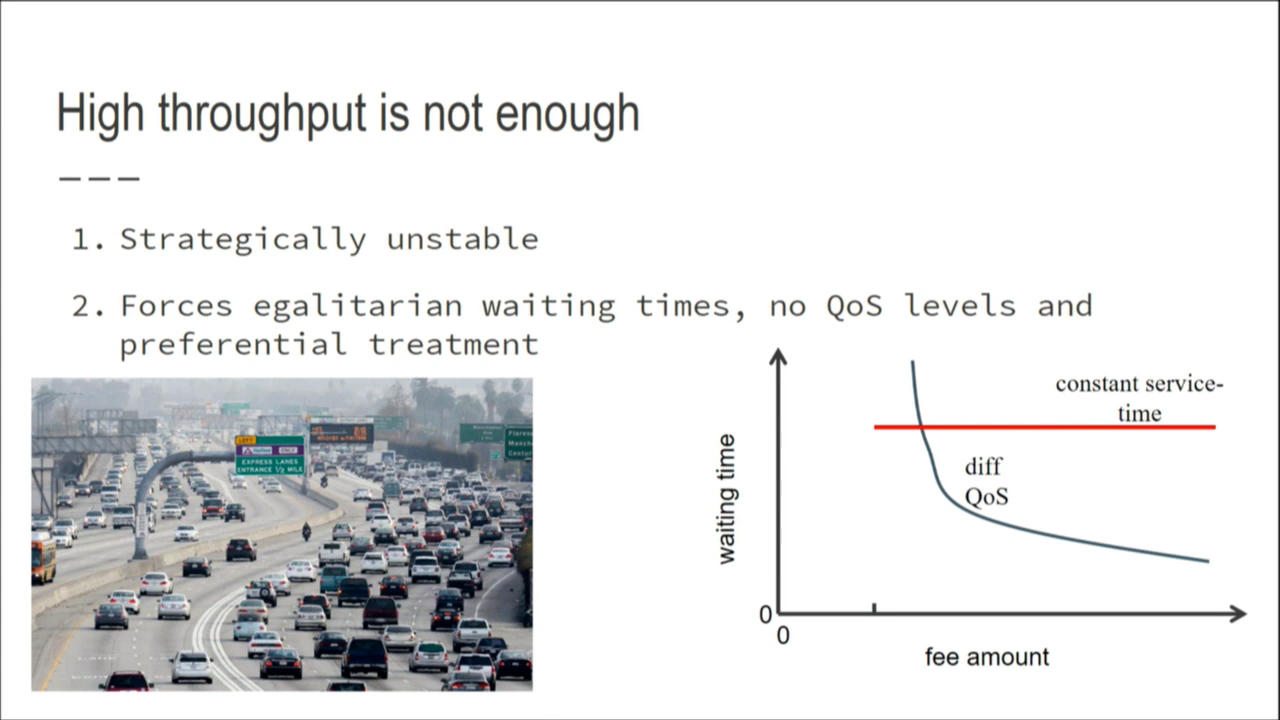 High throughput is not enough
1. Strategically unstable
2. Forces egalitarian waiting times, no QoS levels and
preferential treatment
LEFT
ONLY
EXPRESS LANES
ENTRANCE 1/2 MILE
constant service-
time
diff
QoS
waiting time
0
0
fee amount